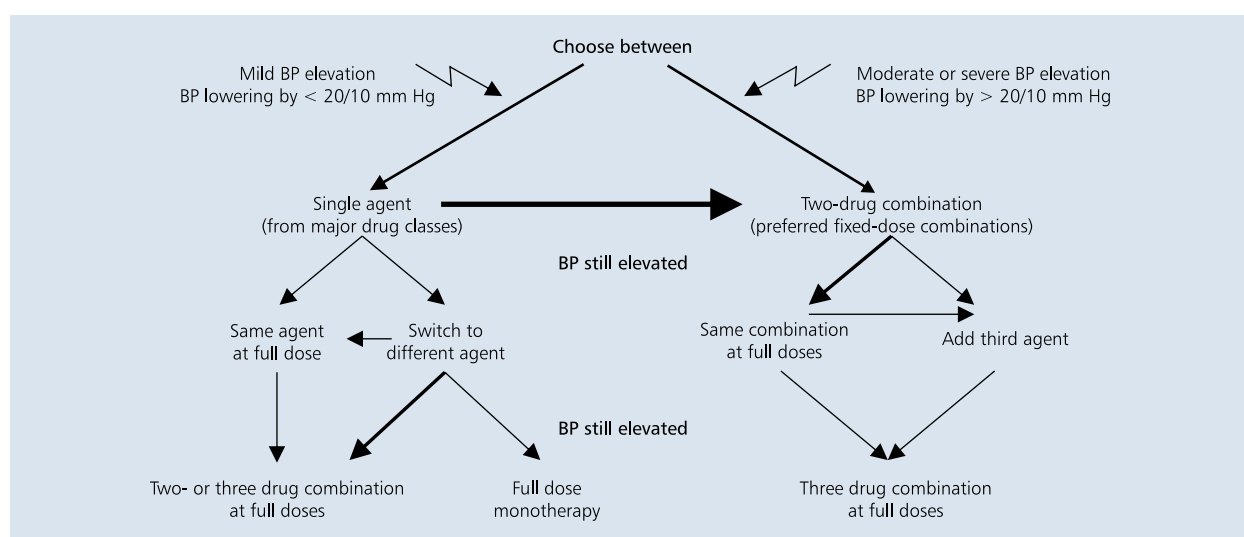 Choose between
Mild BP elevation
BP lowering by < 20/10 mm Hg
Moderate or severe BP elevation
BP lowering by > 20/10 mm Hg
Single agent
(from major drug classes)
Two-drug combination
(preferred fixed-dose combinations)
BP still elevated
Same agent
at full dose
Switch to
different agent
Same combination
at full doses
Add third agent
BP still elevated
Two- or three drug combination
at full doses
Full dose
monotherapy
Three drug combination
at full doses